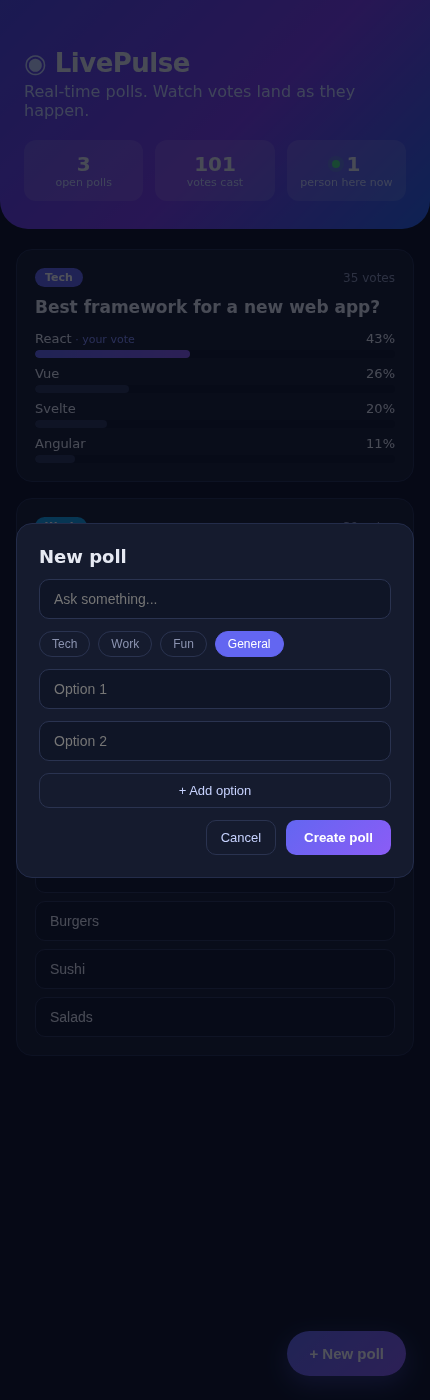 ◉ LivePulse
Real-time polls. Watch votes land as they
happen.
3
open polls
101
votes cast
1
person here now
Tech
35 votes
Best framework for a new web app?
React · your vote
43%
Vue
26%
Svelte
20%
Angular
11%
New poll
Ask something...
Tech
Work
Fun
General
Option 1
Option 2
+ Add option
Cancel
Create poll
Burgers
Sushi
Salads
+ New poll